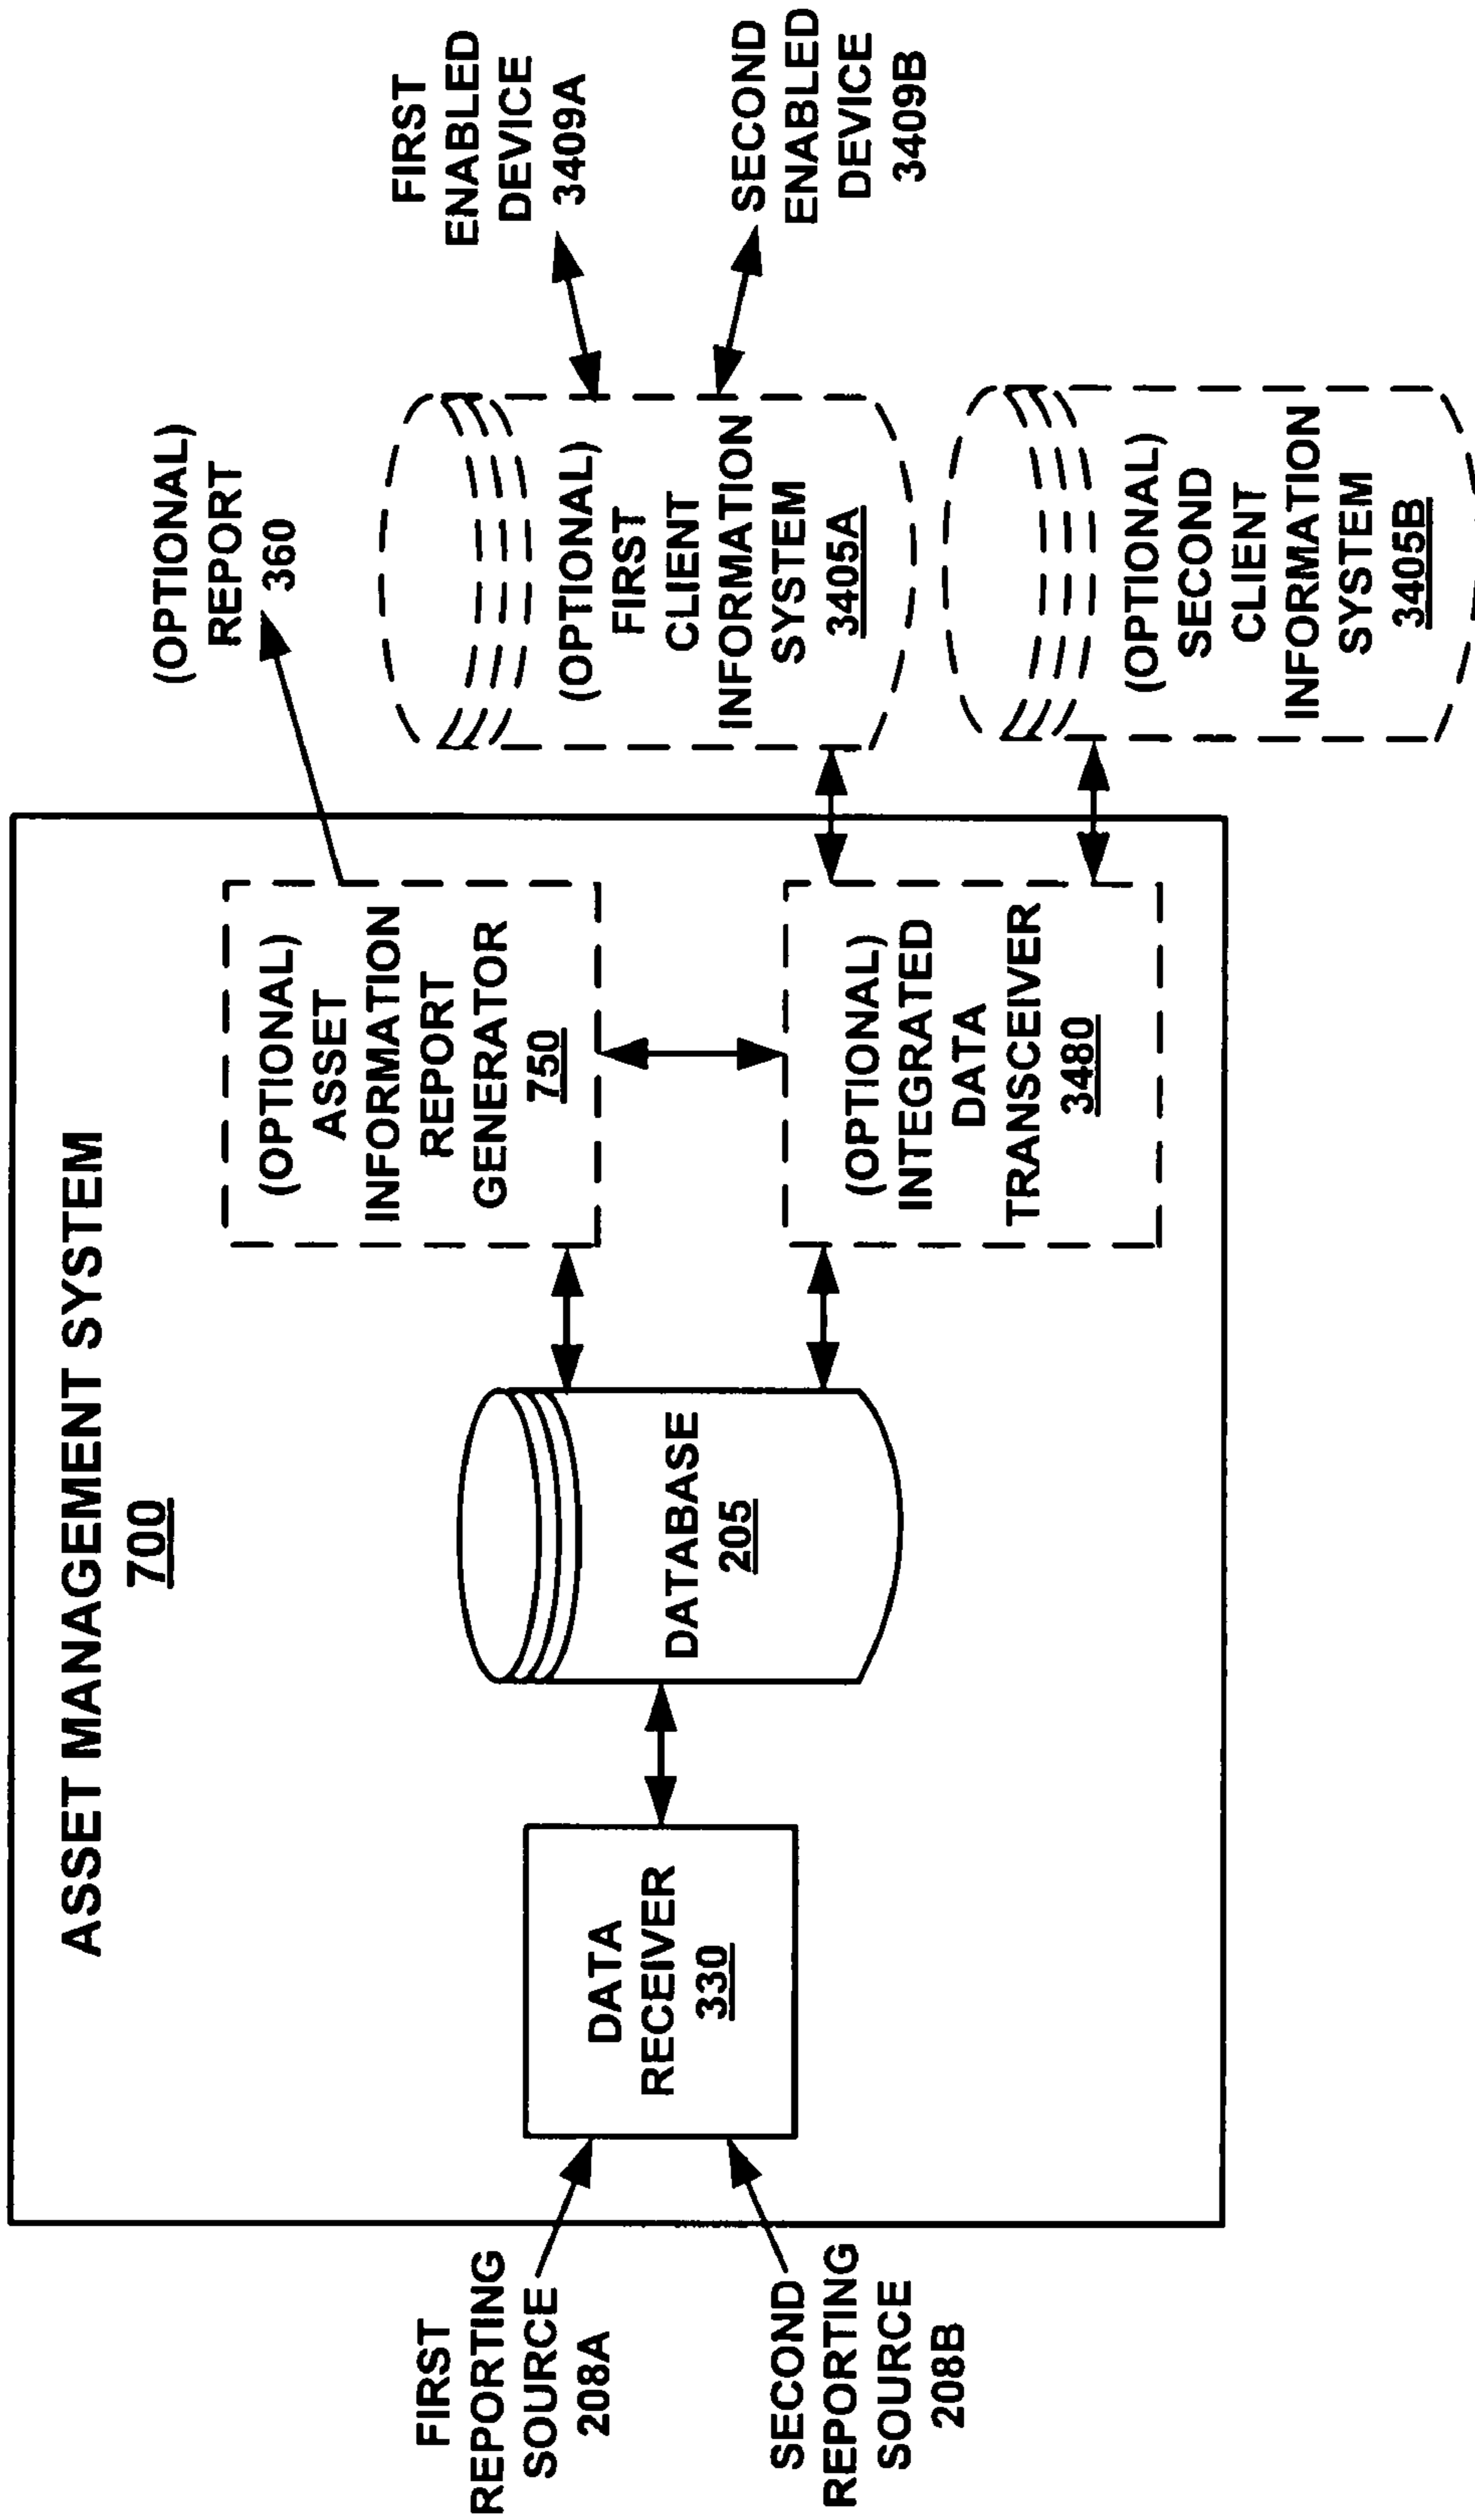 ASSET MANAGEMENT SYSTEM
700
FIRST
REPORTING
SOURCE
208A
SECOND
REPORTING
SOURCE
208B
DATA
RECEIVER
330
DATABASE
205
(OPTIONAL)
ASSET
INFORMATION
REPORT
GENERATOR
750
(OPTIONAL)
INTEGRATED
DATA
TRANSCEIVER
3480
(OPTIONAL)
REPORT
360
(OPTIONAL)
FIRST
CLIENT
INFORMATION
SYSTEM
3405A
(OPTIONAL)
SECOND
CLIENT
INFORMATION
SYSTEM
3405B
FIRST
ENABLED
DEVICE
3409A
SECOND
ENABLED
DEVICE
3409B